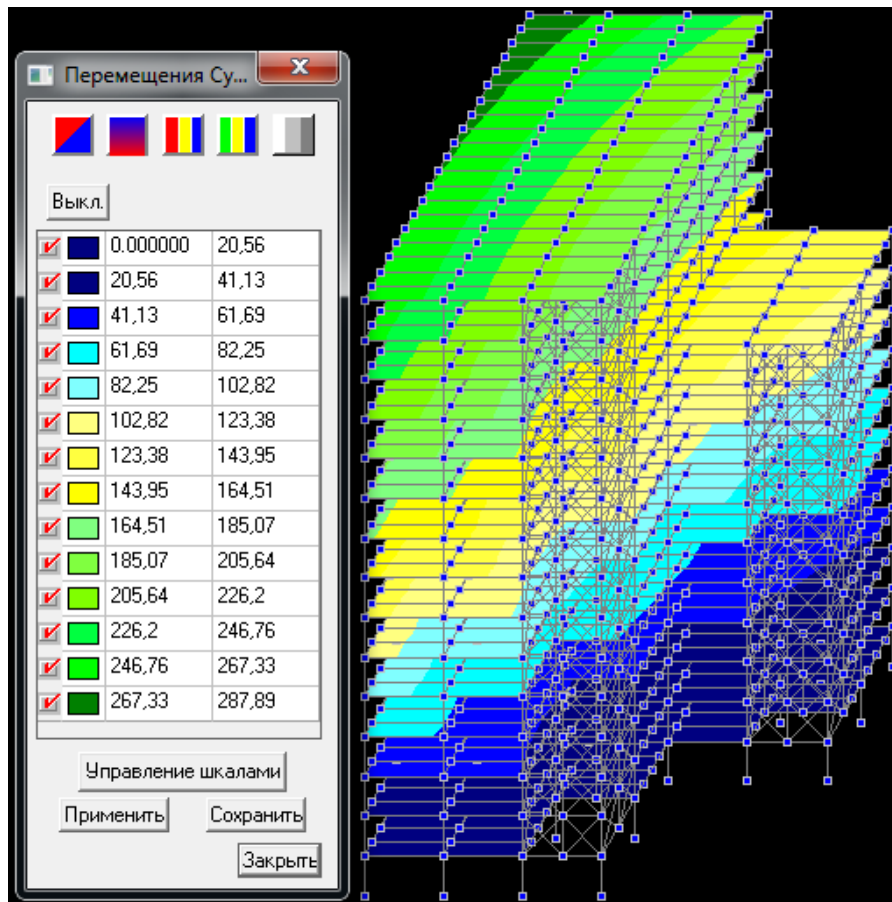 Перемещения Су...
Выкл.
0.000000 20,56
20,56 41,13
41,13 61,69
61,69 82,25
82,25 102,82
102,82 123,38
123,38 143,95
143,95 164,51
164,51 185,07
185,07 205,64
205,64 226,2
226,2 246,76
246,76 267,33
267,33 287,89
Управление шкалами
Применить Сохранить
Закрыть